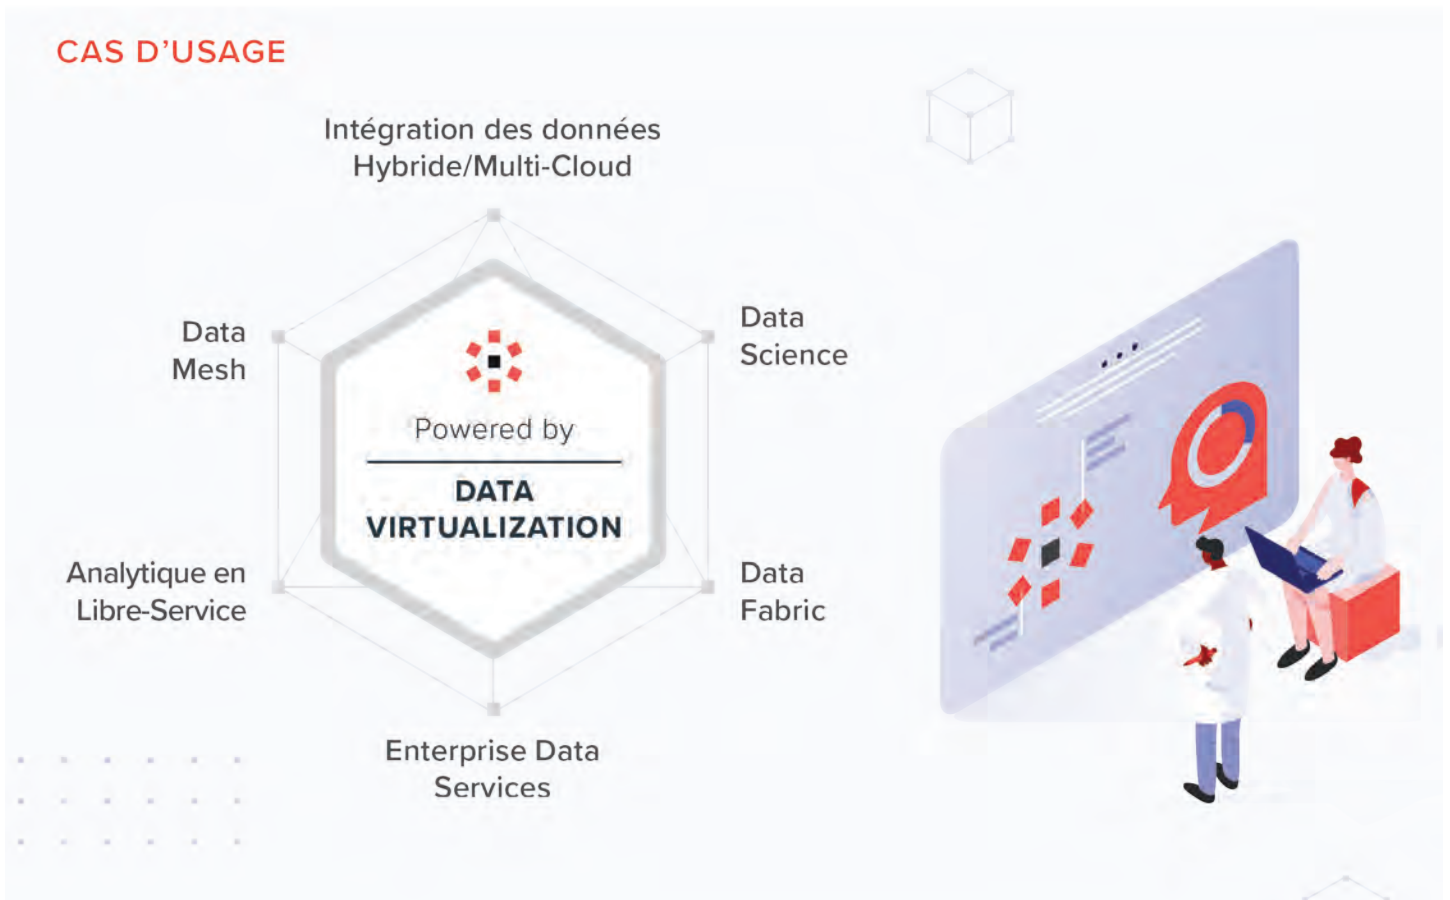 CAS D'USAGE
Intégration des données
Hybride/Multi-Cloud
Data
Mesh
Data
Science
Powered by
DATA
VIRTUALIZATION
Analytique en
Libre-Service
Data
Fabric
Enterprise Data
Services